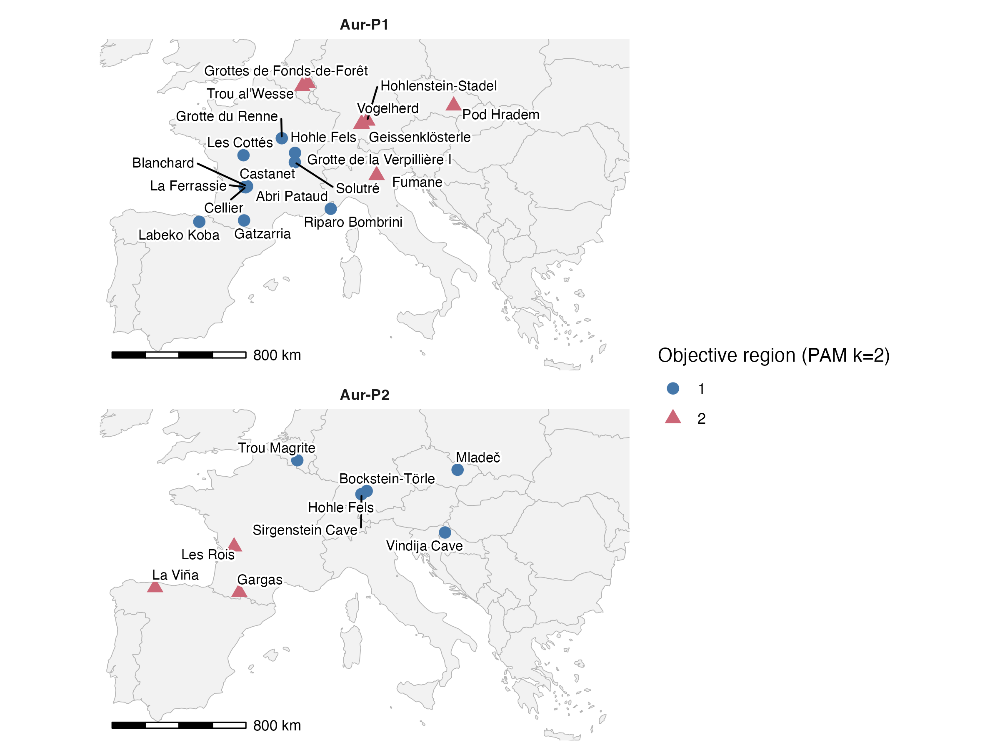 Aur-P1
Grottes de Fonds-de-Forêt
Hohlenstein-Stadel
Trou al'Wesse
Vogelherd
Pod Hradem
Grotte du Renne
Hohle Fels
Geissenklösterle
Les Cottés
Blanchard
Grotte de la Verpillière I
Castanet
Fumane
La Ferrassie
Solutré
Abri Pataud
Cellier
Riparo Bombrini
Labeko Koba
Gatzarria
800 km
Objective region (PAM k=2)
1
2
Aur-P2
Trou Magrite
Mladeč
Bockstein-Törle
Hohle Fels
Sirgenstein Cave
Vindija Cave
Les Rois
La Viña
Gargas
800 km